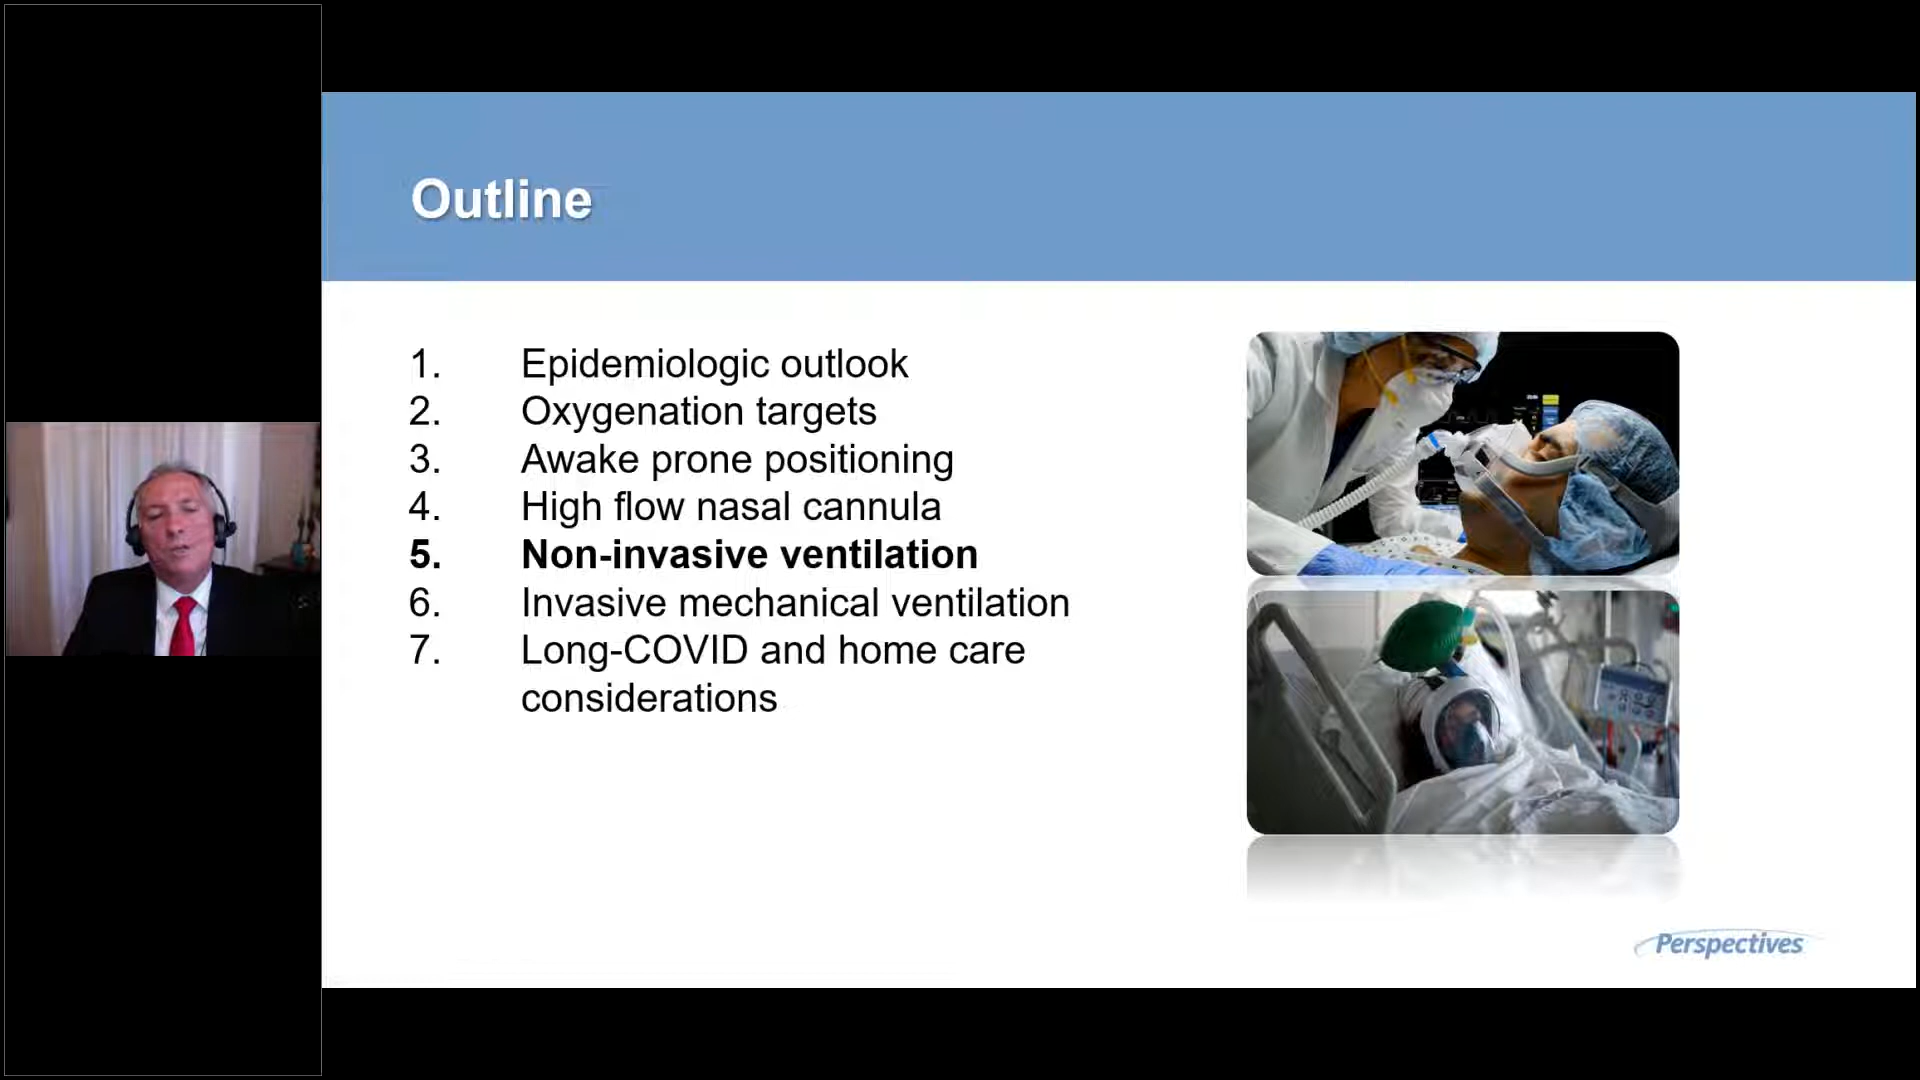 Outline
1. Epidemiologic outlook
2. Oxygenation targets
3. Awake prone positioning
4. High flow nasal cannula
5. Non-invasive ventilation
6. Invasive mechanical ventilation
7. Long-COVID and home care
considerations
Perspectives